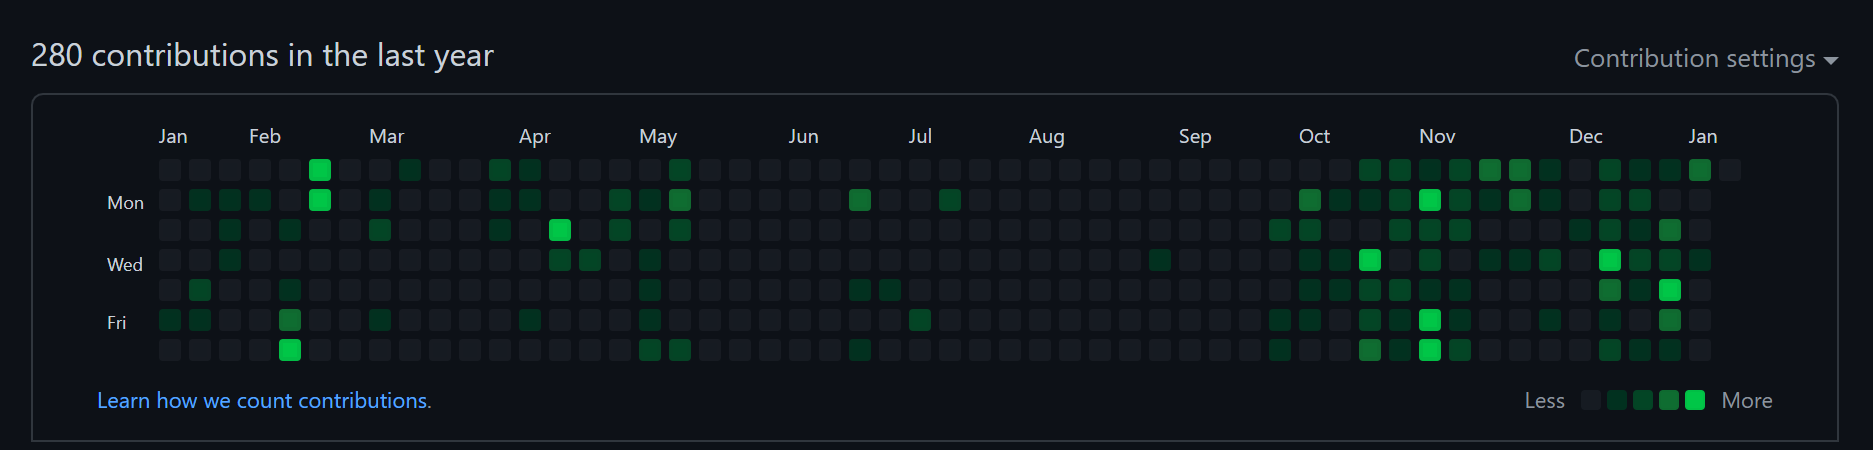 280 contributions in the last year
Contribution settings
Jan Feb Mar Apr May Jun Jul Aug Sep Oct Nov Dec Jan
Mon
Wed
Fri
Learn how we count contributions.
Less More